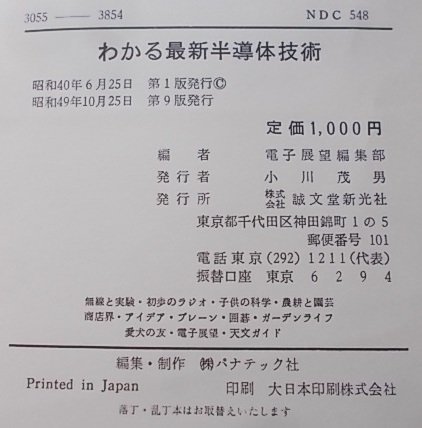 3055 —— 3854 NDC 548
わかる最新半導体技術
昭和40年6月25日 第1版発行©
昭和49年10月25日 第9版発行
定価1,000円
編者 電子展望編集部
発行者 小川茂男
発行所 株式会社 誠文堂新光社
東京都千代田区神田錦町1の5
郵便番号 101
電話東京(292)1211(代表)
振替口座 東京 6294
無線と実験・初歩のラジオ・子供の科学・農耕と園芸
商店界・アイデア・ブレーン・囲碁・ガーデンライフ
愛犬の友・電子展望・天文ガイド
編集・制作 ㈱パナテック社
Printed in Japan 印刷 大日本印刷株式会社
落丁・乱丁本はお取替えいたします